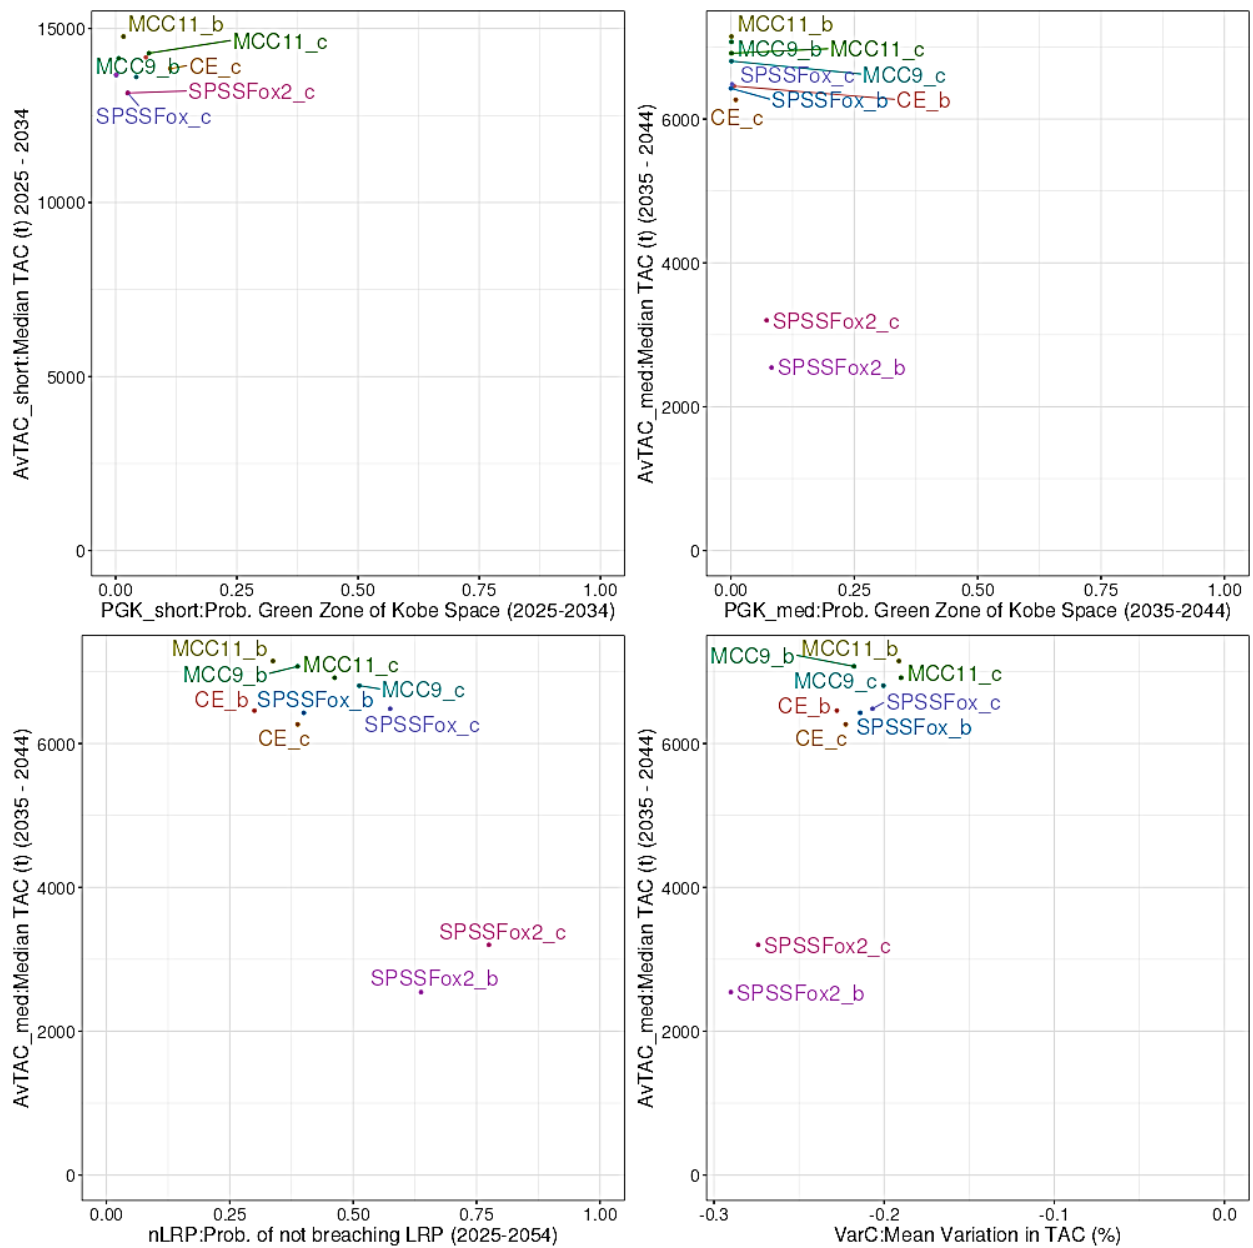 AvTAC_short:Median TAC (t) 2025 - 2034
15000
10000
5000
0
MCC11_b
MCC11_c
MCC9_b
CE_c
SPSSFox2_c
SPSSFox_c
0.00 0.25 0.50 0.75 1.00
PGK_short:Prob. Green Zone of Kobe Space (2025-2034)
AvTAC_med:Median TAC (t) (2035 - 2044)
6000
4000
2000
0
MCC11_b
MCC9_b
MCC11_c
SPSSFox_c
MCC9_c
SPSSFox_b
CE_b
CE_c
SPSSFox2_c
SPSSFox2_b
0.00 0.25 0.50 0.75 1.00
PGK_med:Prob. Green Zone of Kobe Space (2035-2044)
AvTAC_med:Median TAC (t) (2035 - 2044)
6000
4000
2000
0
MCC11_b
MCC9_b
MCC11_c
CE_b
SPSSFox_b
MCC9_c
CE_c
SPSSFox_c
SPSSFox2_c
SPSSFox2_b
0.00 0.25 0.50 0.75 1.00
nLRP:Prob. of not breaching LRP (2025-2054)
AvTAC_med:Median TAC (t) (2035 - 2044)
6000
4000
2000
0
MCC9_b
MCC11_b
MCC9_c
MCC11_c
CE_b
SPSSFox_c
CE_c
SPSSFox_b
SPSSFox2_c
SPSSFox2_b
-0.3 -0.2 -0.1 0.0
VarC:Mean Variation in TAC (%)